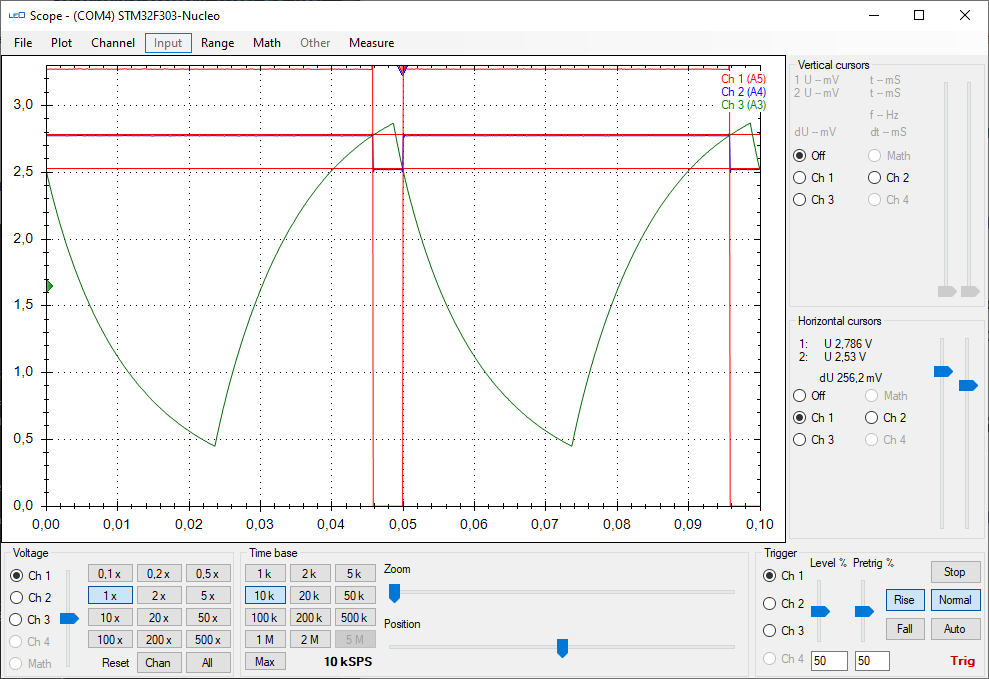 LEO Scope - (COM4) STM32F303-Nucleo
File Plot Channel Input Range Math Other Measure
Ch 1 (A5)
Ch 2 (A4)
Ch 3 (A3)
3,0
2,5
2,0
1,5
1,0
0,5
0,0
0,00 0,01 0,02 0,03 0,04 0,05 0,06 0,07 0,08 0,09 0,10
Vertical cursors
1 U -- mV t -- mS
2 U -- mV t -- mS
f -- Hz
dU -- mV dt -- mS
Off Math
Ch 1 Ch 2
Ch 3 Ch 4
Horizontal cursors
1: U 2,786 V
2: U 2,53 V
dU 256,2 mV
Off Math
Ch 1 Ch 2
Ch 3 Ch 4
Voltage
Ch 1 0,1 x 0,2 x 0,5 x
Ch 2 1 x 2 x 5 x
Ch 3 10 x 20 x 50 x
Ch 4 100 x 200 x 500 x
Math Reset Chan All
Time base
1 k 2 k 5 k
10 k 20 k 50 k
100 k 200 k 500 k
1 M 2 M 5 M
Max 10 kSPS
Zoom
Position
Trigger
Level % Pretrig %
Ch 1 Stop
Ch 2 Rise Normal
Ch 3 Fall Auto
Ch 4 50 50 Trig